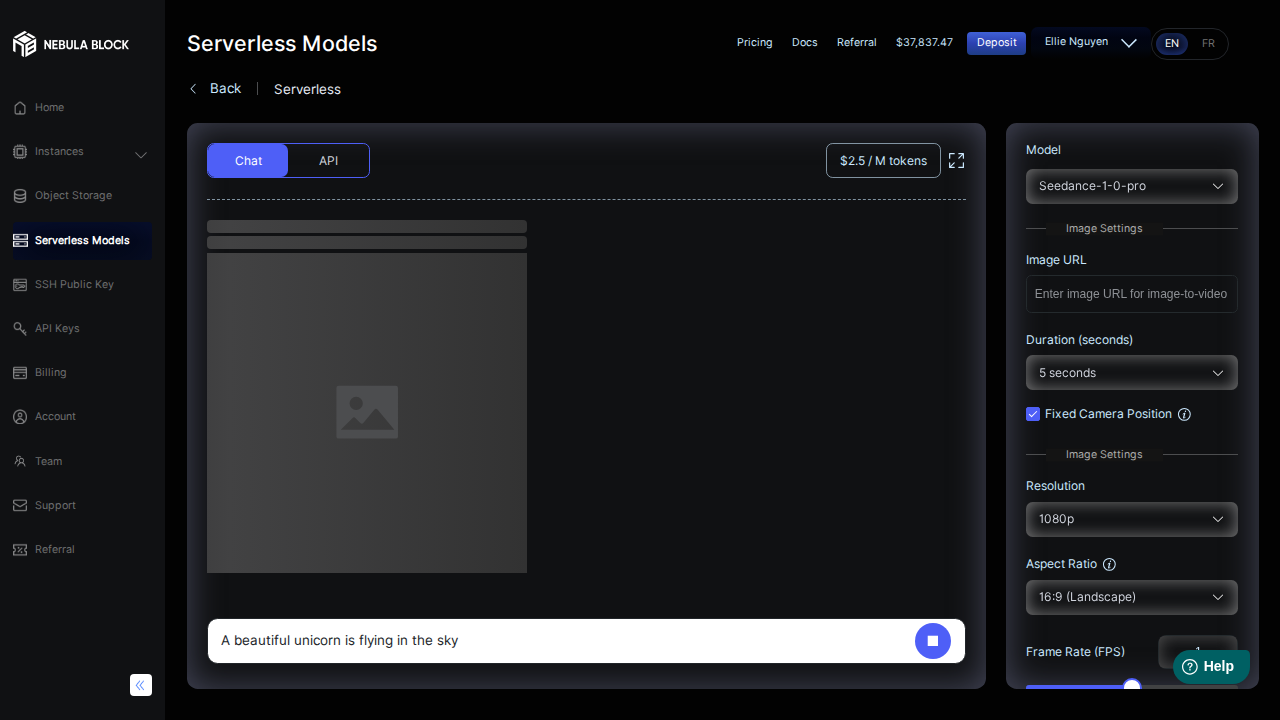 NEBULA BLOCK
Home
Instances
Object Storage
Serverless Models
SSH Public Key
API Keys
Billing
Account
Team
Support
Referral
Serverless Models
Pricing
Docs
Referral
$37,837.47
Deposit
Ellie Nguyen
EN
FR
Back
Serverless
Chat
API
$2.5 / M tokens
A beautiful unicorn is flying in the sky
Model
Seedance-1-0-pro
Image Settings
Image URL
Enter image URL for image-to-video
Duration (seconds)
5 seconds
Fixed Camera Position
Image Settings
Resolution
1080p
Aspect Ratio
16:9 (Landscape)
Frame Rate (FPS)
Help